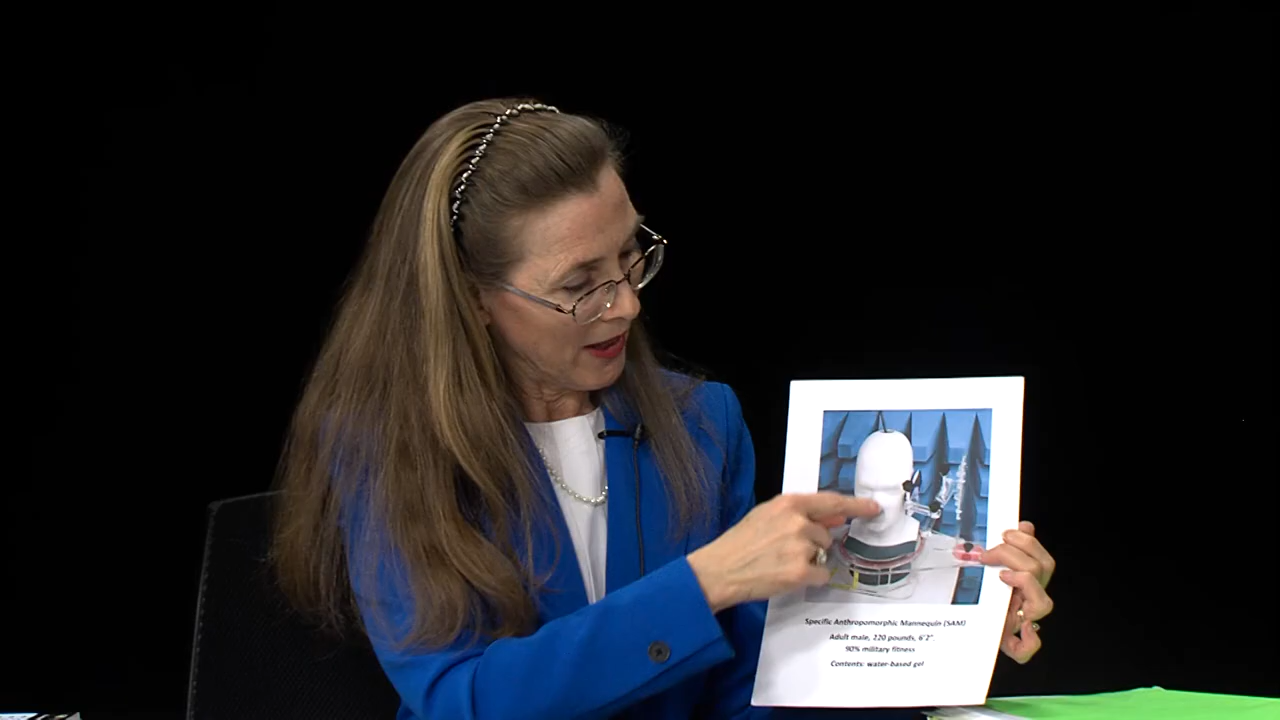 Specific Anthropomorphic Mannequin (SAM)
Adult male, 220 pounds, 6'2".
90% military fitness
Contents: water-based gel